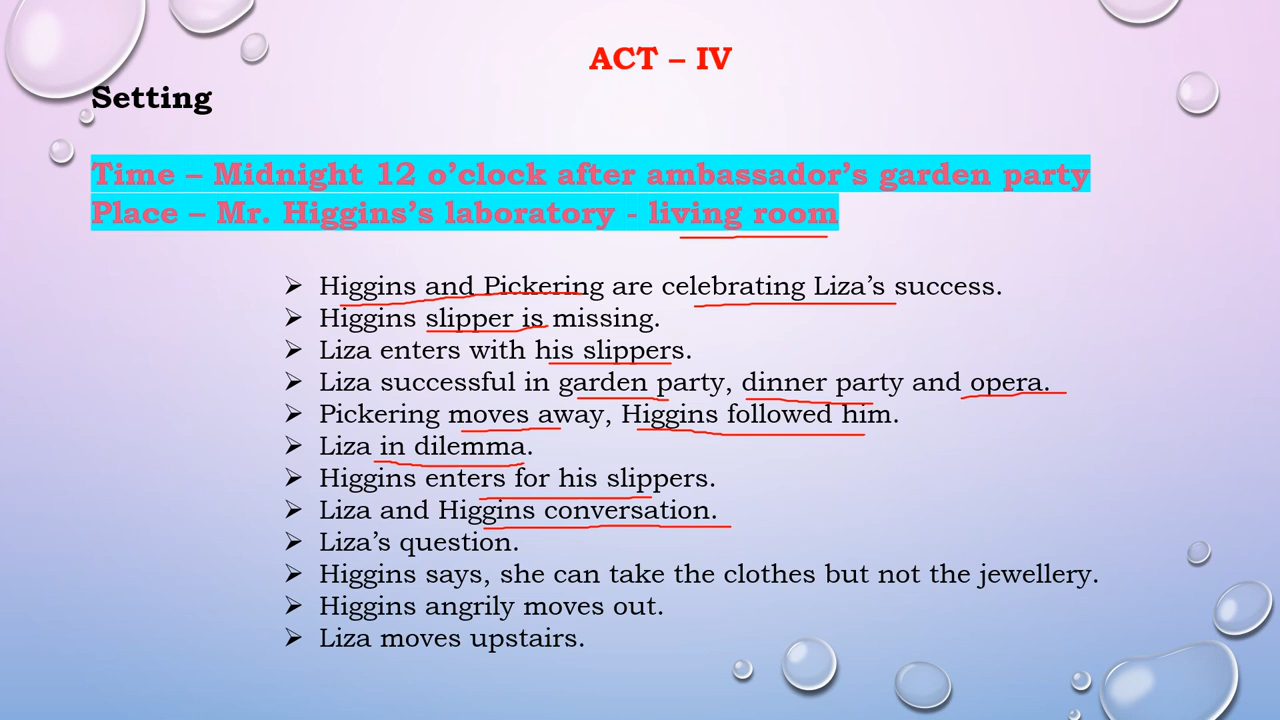 ACT – IV
Setting
Time – Midnight 12 o’clock after ambassador’s garden party
Place – Mr. Higgins’s laboratory - living room
➢ Higgins and Pickering are celebrating Liza’s success.
➢ Higgins slipper is missing.
➢ Liza enters with his slippers.
➢ Liza successful in garden party, dinner party and opera.
➢ Pickering moves away, Higgins followed him.
➢ Liza in dilemma.
➢ Higgins enters for his slippers.
➢ Liza and Higgins conversation.
➢ Liza’s question.
➢ Higgins says, she can take the clothes but not the jewellery.
➢ Higgins angrily moves out.
➢ Liza moves upstairs.